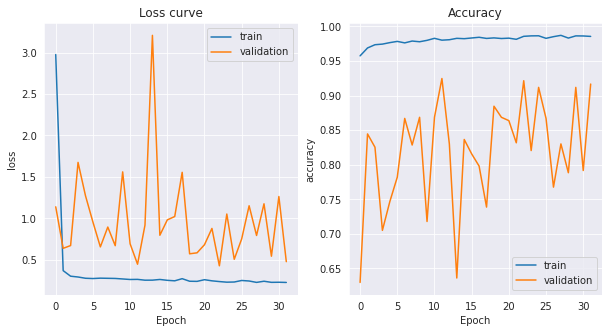 Loss curve
train
validation
3.0
2.5
2.0
1.5
1.0
0.5
loss
0 5 10 15 20 25 30
Epoch
Accuracy
1.00
0.95
0.90
0.85
0.80
0.75
0.70
0.65
accuracy
train
validation
0 5 10 15 20 25 30
Epoch